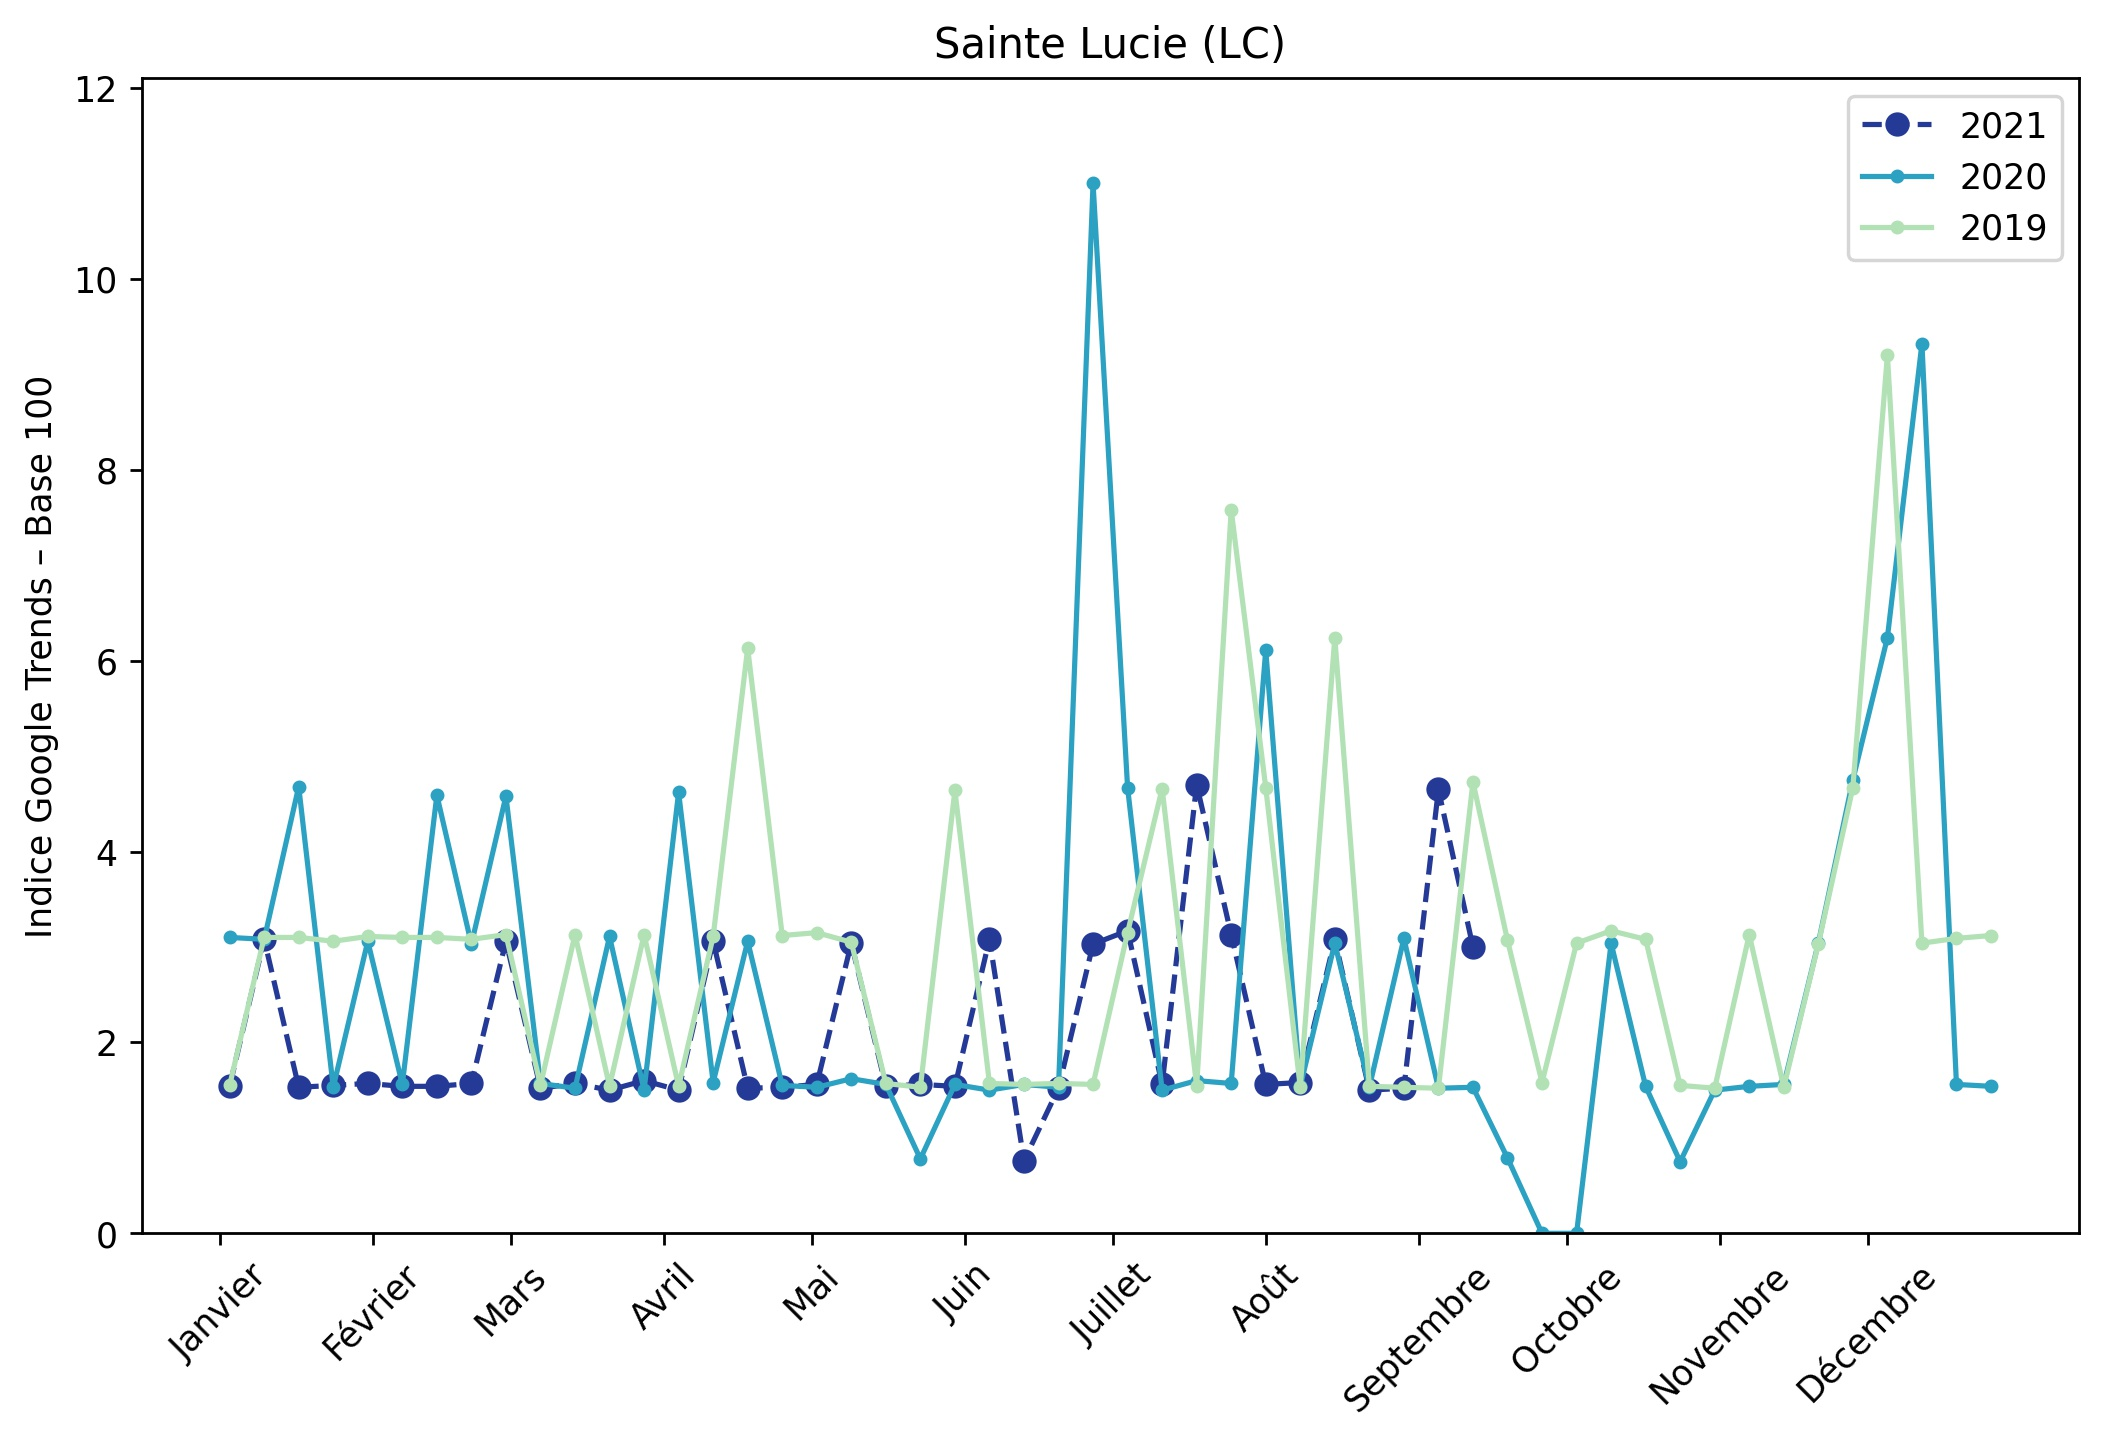 Sainte Lucie (LC)
Indice Google Trends – Base 100
12
10
8
6
4
2
0
2021
2020
2019
Janvier
Février
Mars
Avril
Mai
Juin
Juillet
Août
Septembre
Octobre
Novembre
Décembre